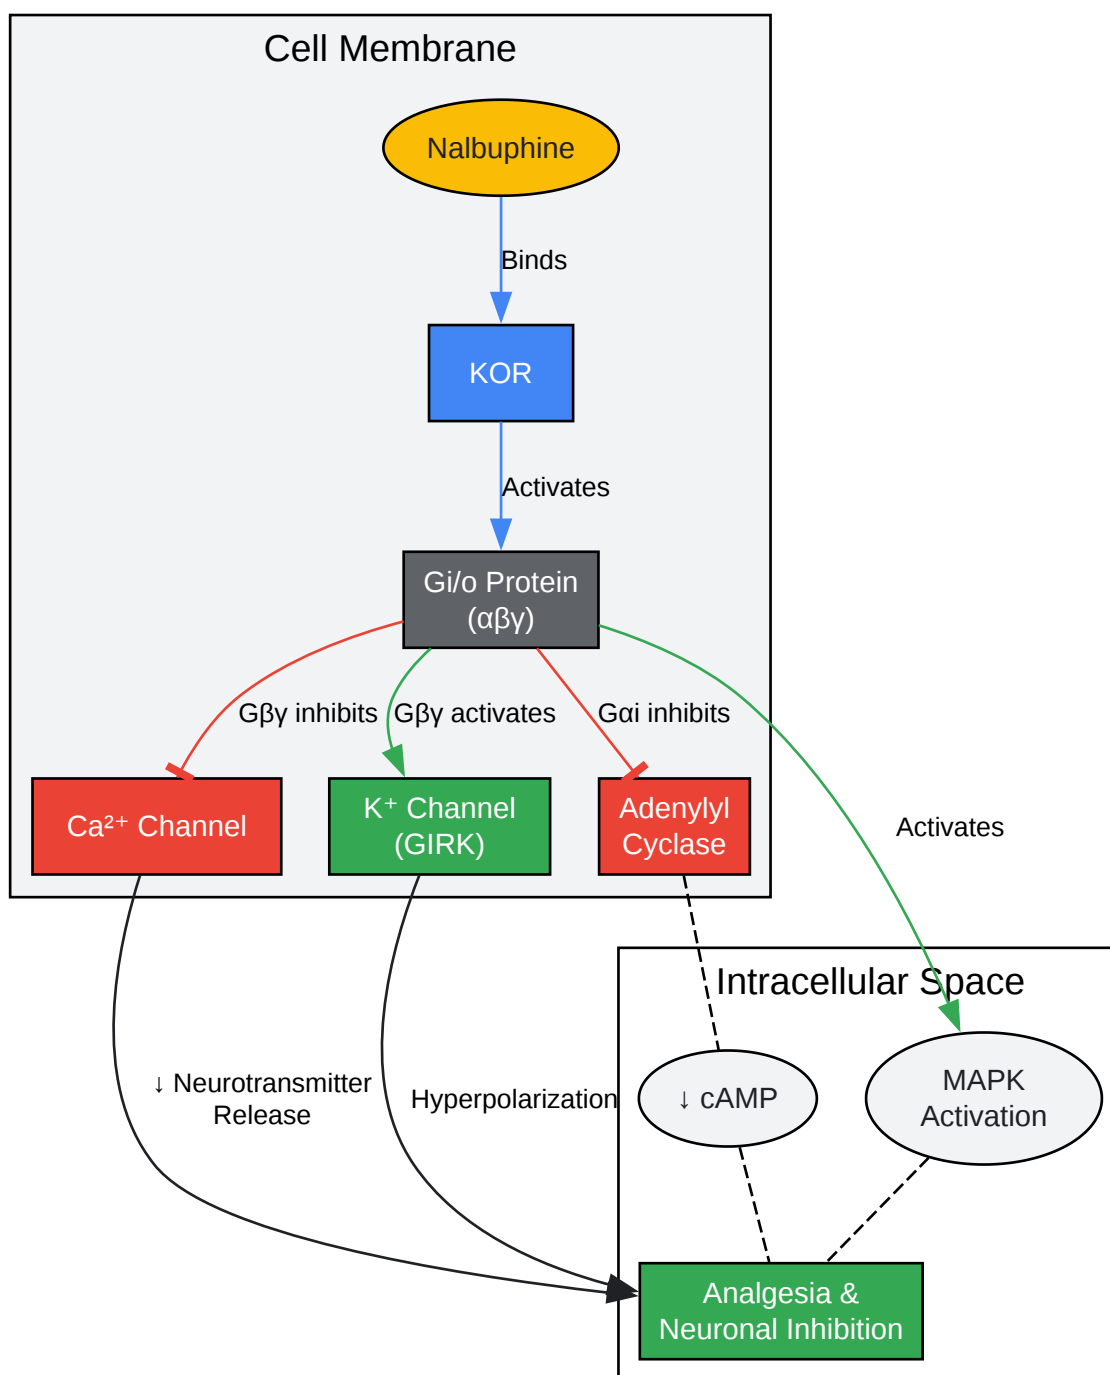 Cell Membrane
Nalbuphine
Binds
KOR
Activates
Gi/o Protein
(αβγ)
Gβγ inhibits
Gβγ activates
Gαi inhibits
Ca²⁺ Channel
K⁺ Channel
(GIRK)
Adenylyl
Cyclase
Activates
Intracellular Space
↓ Neurotransmitter
Release
Hyperpolarization
↓ cAMP
MAPK
Activation
Analgesia &
Neuronal Inhibition